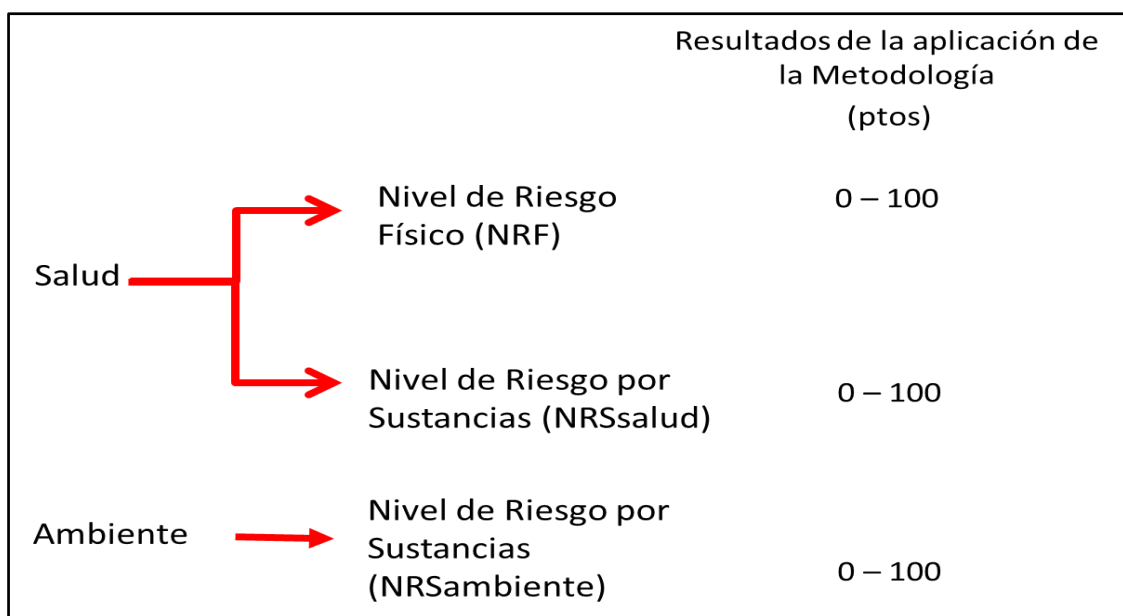 Resultados de la aplicación de
la Metodología
(ptos)
Salud
Nivel de Riesgo
Físico (NRF)
0 – 100
Nivel de Riesgo por
Sustancias (NRSsalud)
0 – 100
Ambiente
Nivel de Riesgo por
Sustancias
(NRSambiente)
0 – 100